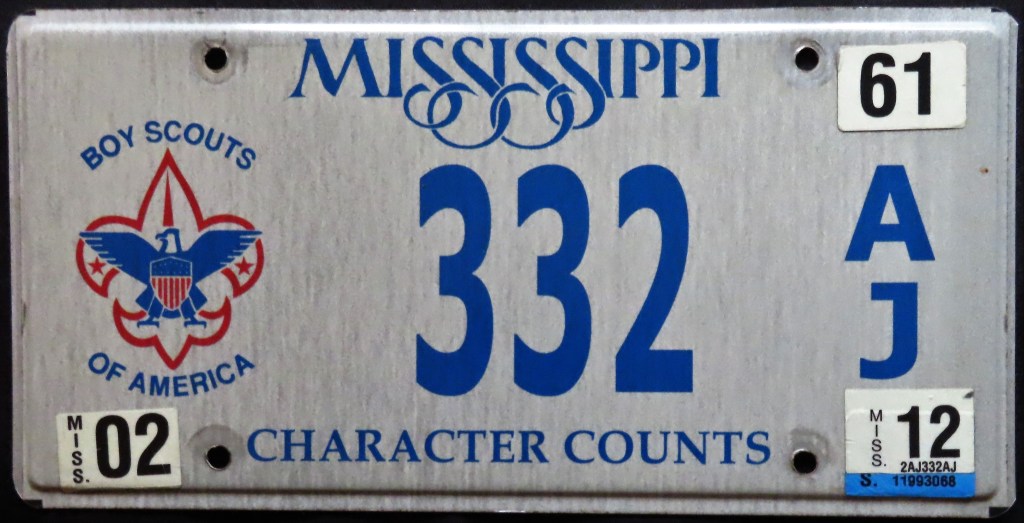 MISSISSIPPI
61
BOY SCOUTS
OF AMERICA
332
A
J
MISS. 02
CHARACTER COUNTS
MISS. 12
2AJ332AJ
S. 11993068